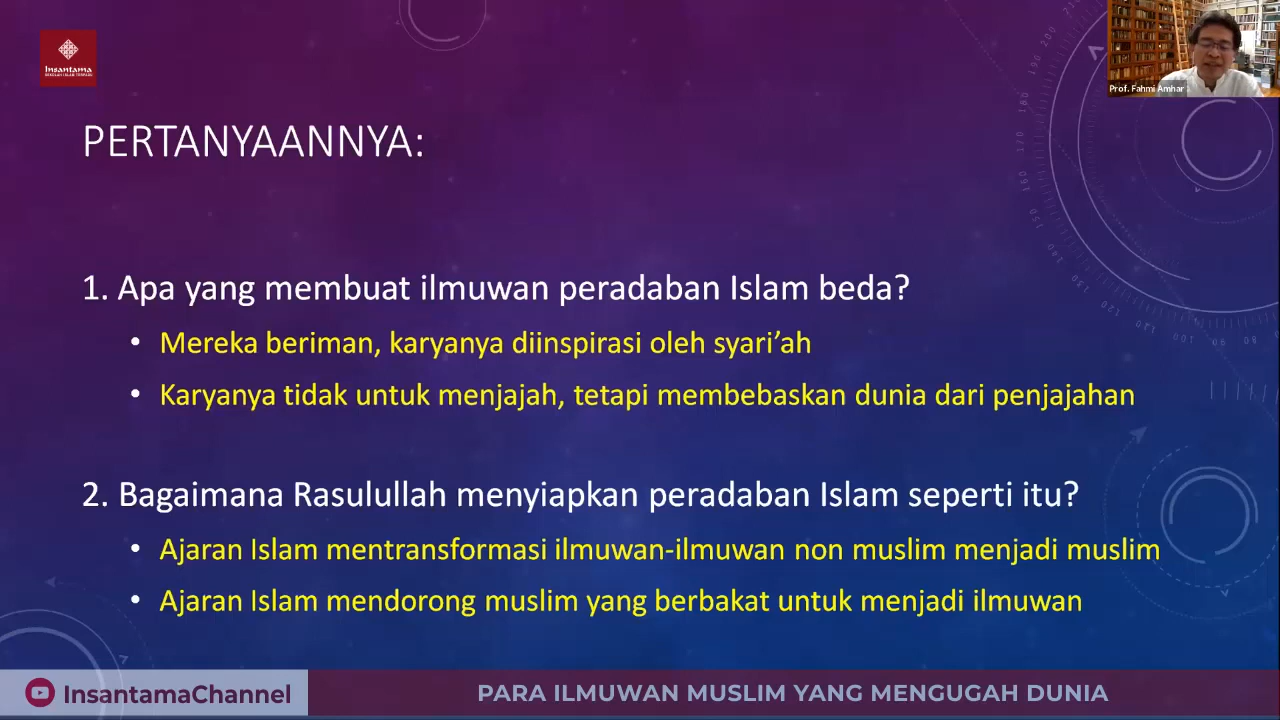 Insantama
SEKOLAH ISLAM TERPADU
Prof. Fahmi Amhar
PERTANYAANNYA:
1. Apa yang membuat ilmuwan peradaban Islam beda?
• Mereka beriman, karyanya diinspirasi oleh syari’ah
• Karyanya tidak untuk menjajah, tetapi membebaskan dunia dari penjajahan
2. Bagaimana Rasulullah menyiapkan peradaban Islam seperti itu?
• Ajaran Islam mentransformasi ilmuwan-ilmuwan non muslim menjadi muslim
• Ajaran Islam mendorong muslim yang berbakat untuk menjadi ilmuwan
InsantamaChannel
PARA ILMUWAN MUSLIM YANG MENGUGAH DUNIA